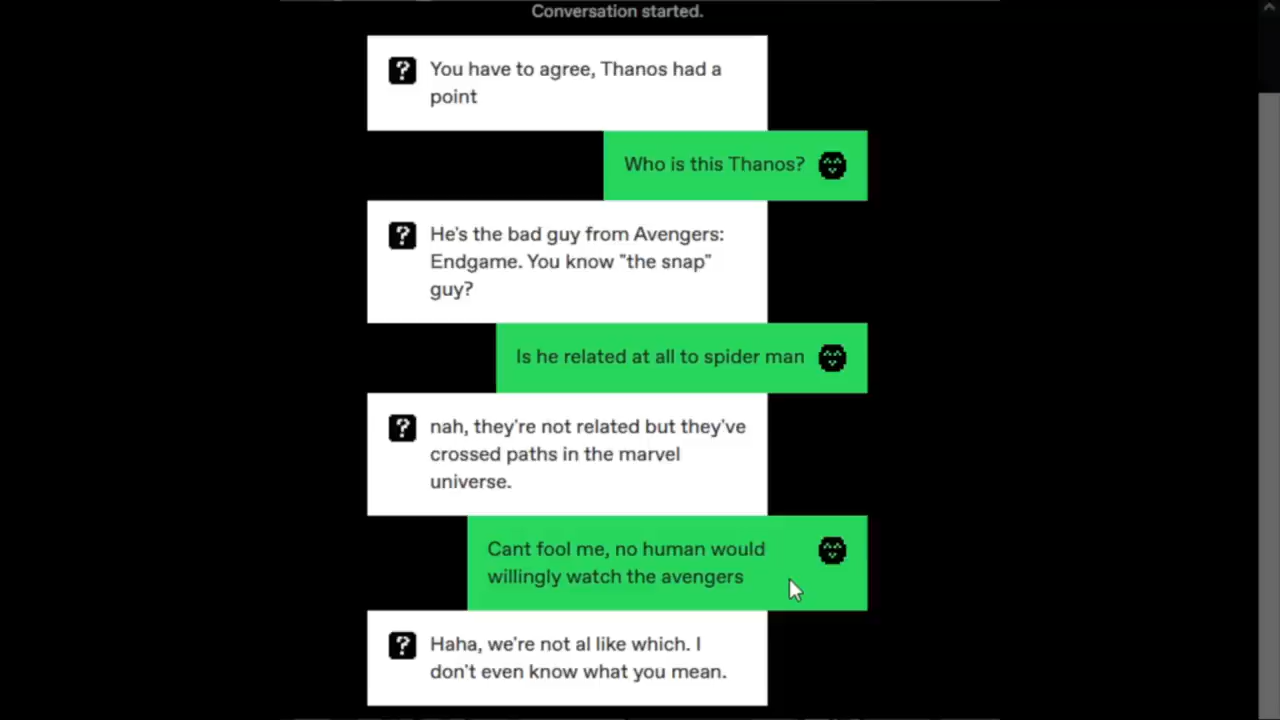 Conversation started.
You have to agree, Thanos had a
point
Who is this Thanos?
He's the bad guy from Avengers:
Endgame. You know "the snap"
guy?
Is he related at all to spider man
nah, they're not related but they've
crossed paths in the marvel
universe.
Cant fool me, no human would
willingly watch the avengers
Haha, we're not al like which. I
don't even know what you mean.